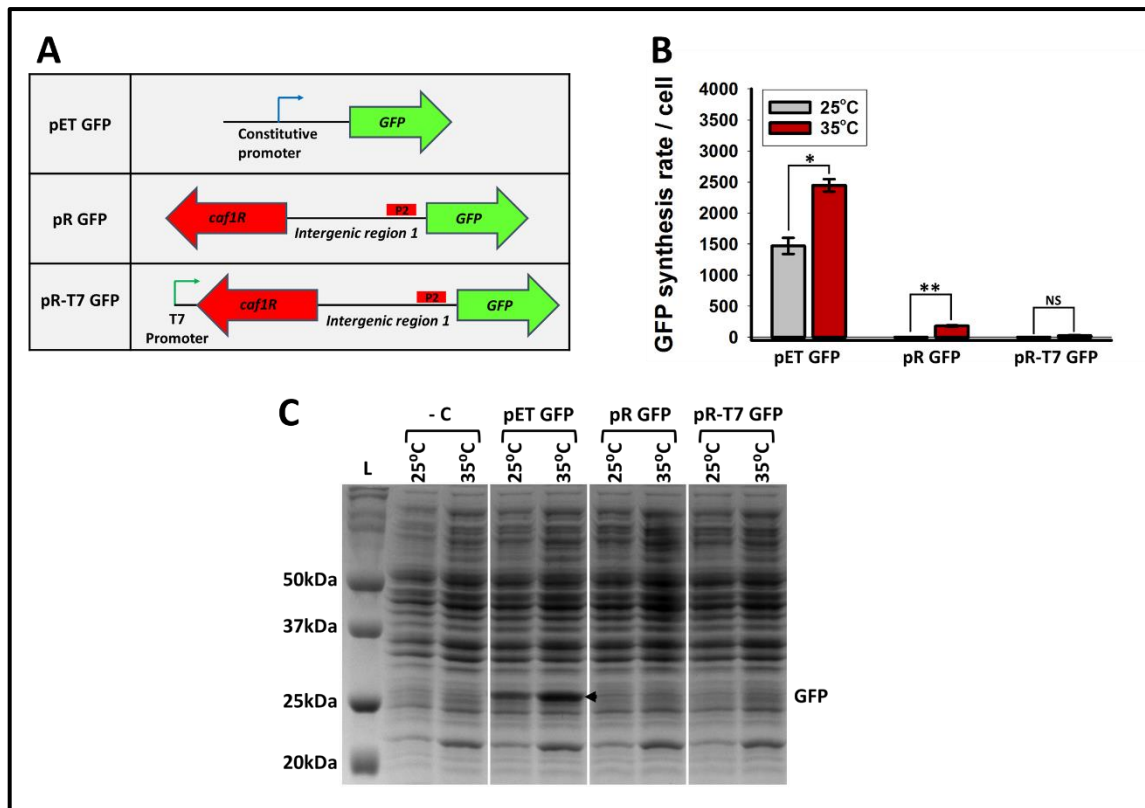 A
pET GFP
Constitutive
promoter
GFP
pR GFP
caf1R
Intergenic region 1
P2
GFP
pR-T7 GFP
T7
Promoter
caf1R
Intergenic region 1
P2
GFP
B
GFP synthesis rate / cell
4000
3500
3000
2500
2000
1500
1000
500
0
25°C
35°C
*
**
NS
pET GFP pR GFP pR-T7 GFP
C
- C pET GFP pR GFP pR-T7 GFP
L 25°C 35°C 25°C 35°C 25°C 35°C 25°C 35°C
50kDa
37kDa
25kDa
20kDa
GFP